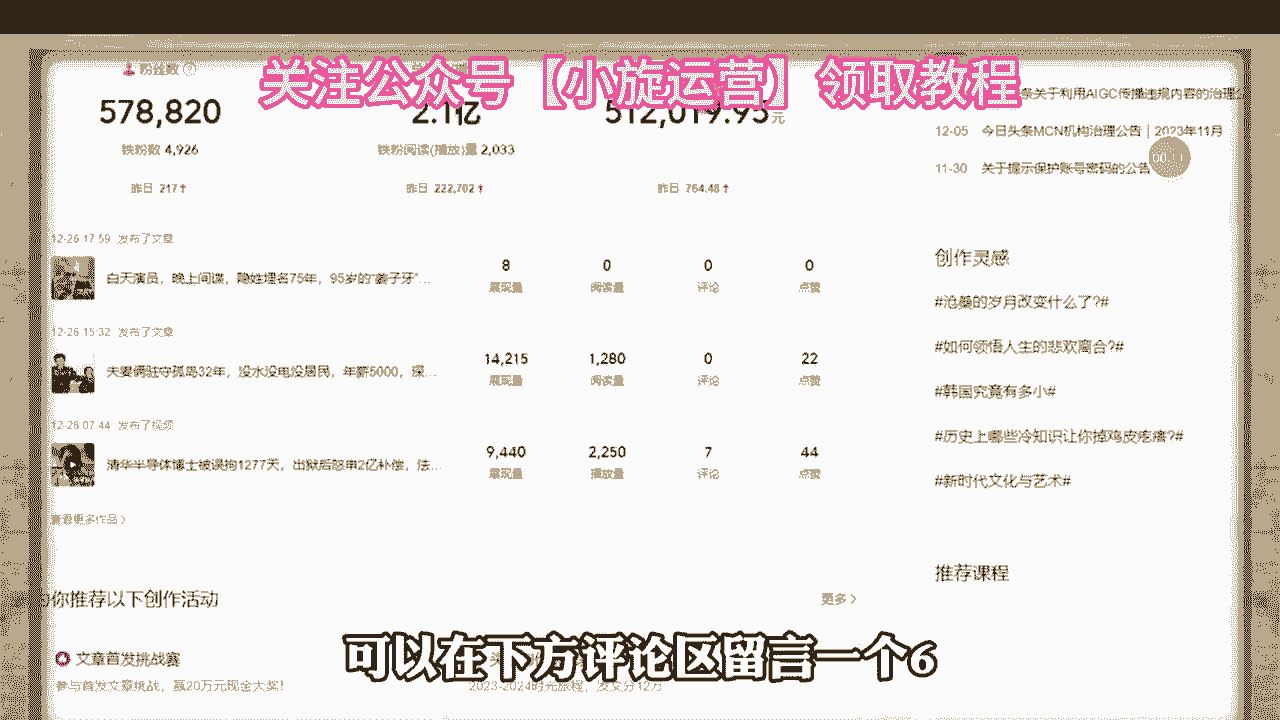 关注公众号【小旋运营】领取教程
粉丝数
578,820
2.1亿
512,019.95元
铁粉数 4,926
铁粉阅读(播放)量 2,033
昨日 217↑
昨日 222,702↑
昨日 764.48↑
条关于利用AIGC传播违规内容的治理公
12-05 今日头条MCN机构治理公告｜2023年11月
11-30 关于提示保护账号密码的公告
00:11
12-26 17:59 发布了文章
白天演员，晚上间谍，隐姓埋名75年，95岁的“姜子牙”...
8
0
0
0
展现量
阅读量
评论
点赞
12-26 15:32 发布了文章
夫妻俩驻守孤岛32年，没水没电没居民，年薪5000，深...
14,215
1,280
0
22
展现量
阅读量
评论
点赞
12-26 07:44 发布了视频
清华半导体博士被误拘1277天，出狱后怒申2亿补偿，法...
9,440
2,250
7
44
展现量
播放量
评论
点赞
查看更多作品 >
创作灵感
#沧桑的岁月改变什么了?#
#如何领悟人生的悲欢离合?#
#韩国究竟有多小#
#历史上哪些冷知识让你掉鸡皮疙瘩?#
#新时代文化与艺术#
推荐课程
你推荐以下创作活动
更多 >
文章首发挑战赛
参与首发文章挑战，赢20万元现金大奖!
2023-2024时光旅程，发文分12万
可以在下方评论区留言一个6